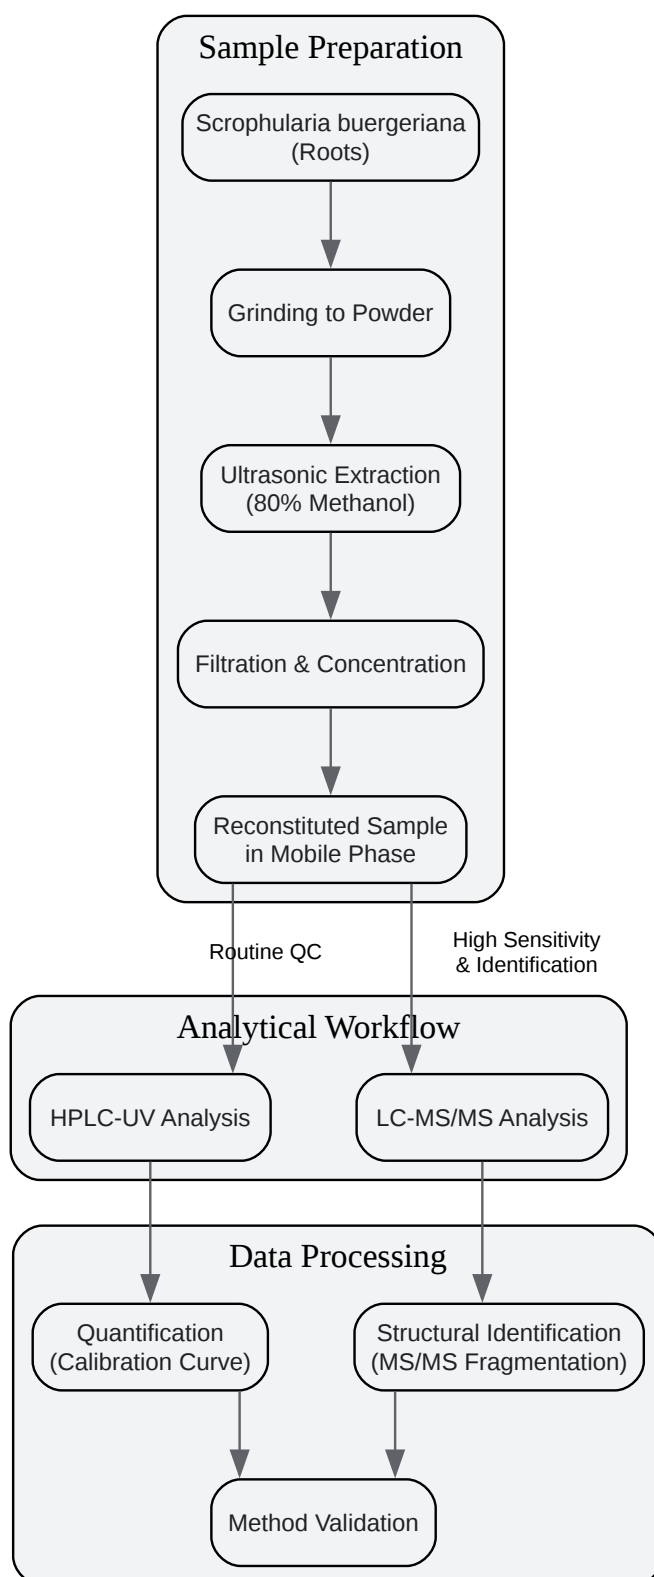 Sample Preparation
Scrophularia buergeriana
(Roots)
Grinding to Powder
Ultrasonic Extraction
(80% Methanol)
Filtration & Concentration
Reconstituted Sample
in Mobile Phase
Routine QC
High Sensitivity
& Identification
Analytical Workflow
HPLC-UV Analysis
LC-MS/MS Analysis
Data Processing
Quantification
(Calibration Curve)
Structural Identification
(MS/MS Fragmentation)
Method Validation